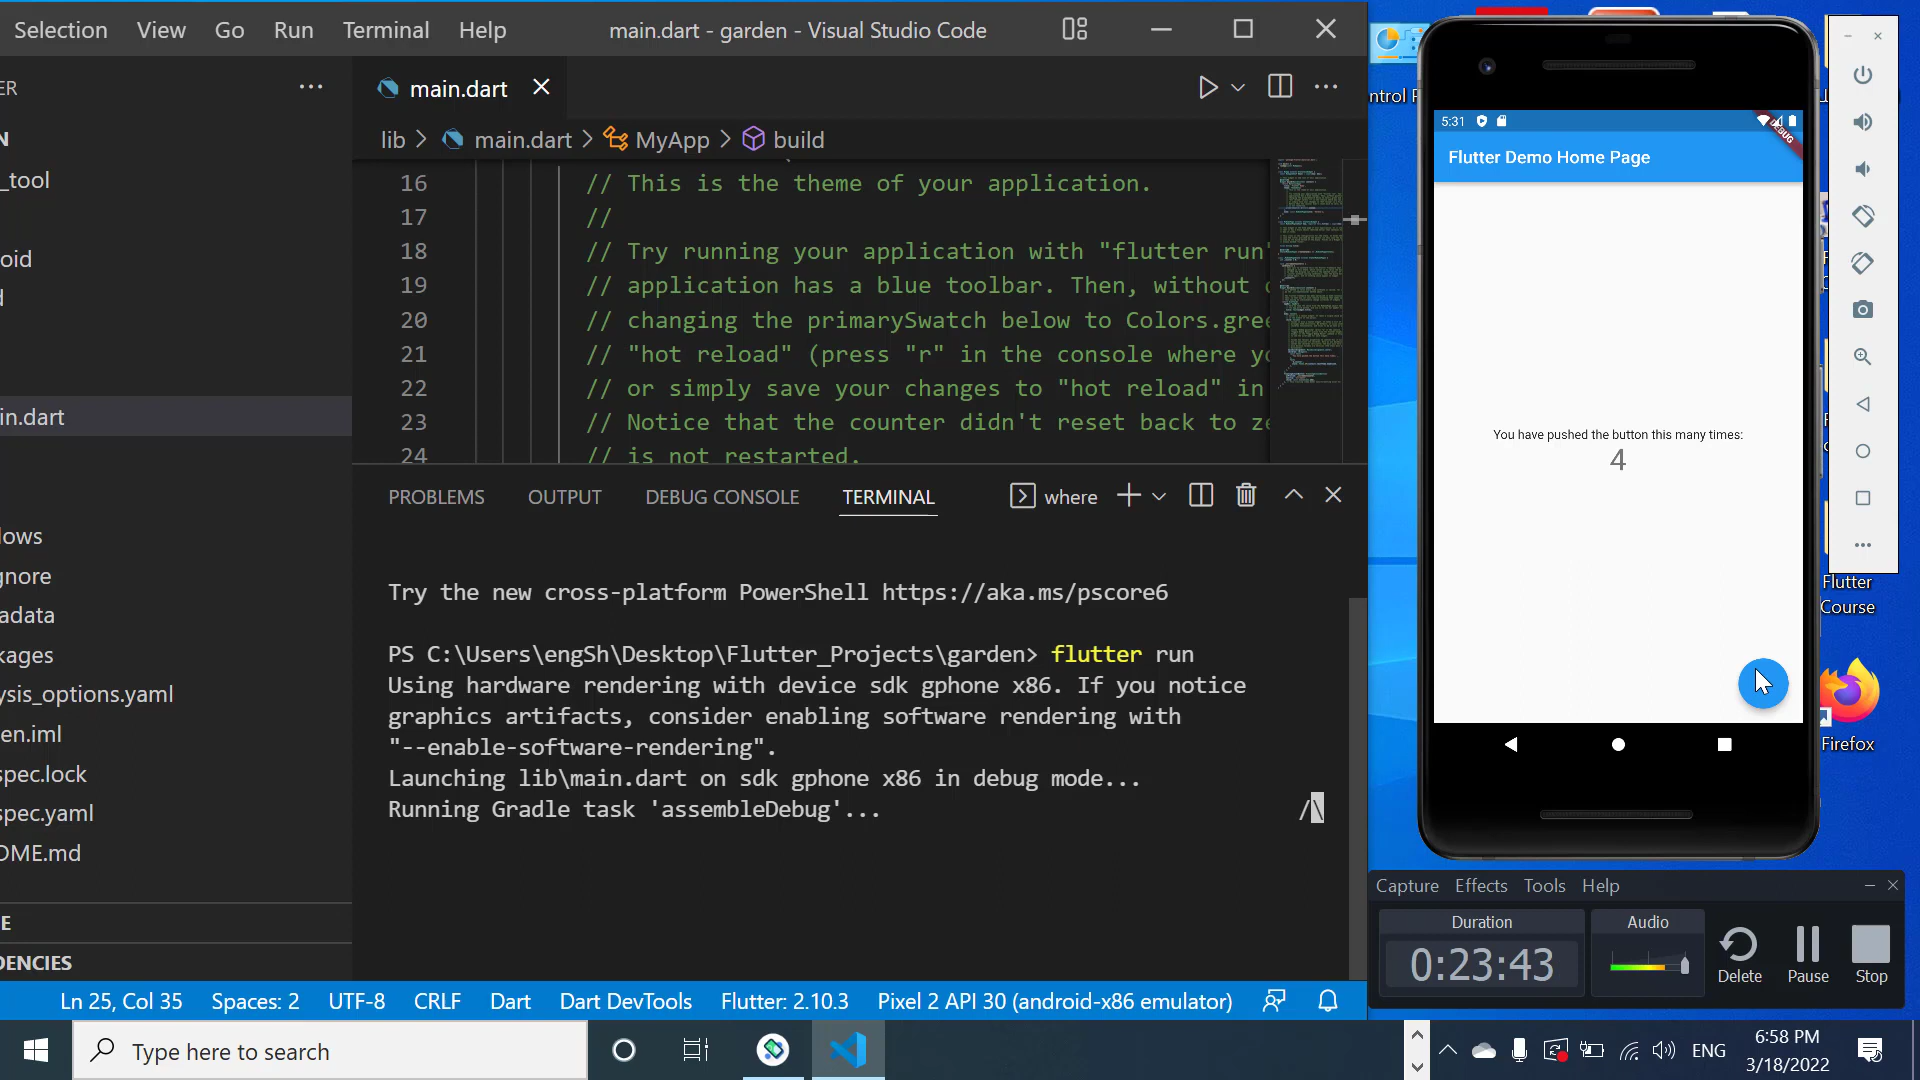 Selection View Go Run Terminal Help
main.dart - garden - Visual Studio Code
ER
main.dart
lib > main.dart > MyApp > build
N
_tool
oid
d
in.dart
lows
gnore
adata
kages
ysis_options.yaml
en.iml
spec.lock
spec.yaml
OME.md
E
DENCIES
16 // This is the theme of your application.
17 //
18 // Try running your application with "flutter run"
19 // application has a blue toolbar. Then, without
20 // changing the primarySwatch below to Colors.gree
21 // "hot reload" (press "r" in the console where yo
22 // or simply save your changes to "hot reload" in
23 // Notice that the counter didn't reset back to ze
24 // is not restarted.
PROBLEMS OUTPUT DEBUG CONSOLE TERMINAL
where
Try the new cross-platform PowerShell https://aka.ms/pscore6
PS C:\Users\engSh\Desktop\Flutter_Projects\garden> flutter run
Using hardware rendering with device sdk gphone x86. If you notice
graphics artifacts, consider enabling software rendering with
"--enable-software-rendering".
Launching lib\main.dart on sdk gphone x86 in debug mode...
Running Gradle task 'assembleDebug'... /\
Ln 25, Col 35 Spaces: 2 UTF-8 CRLF Dart Dart DevTools Flutter: 2.10.3 Pixel 2 API 30 (android-x86 emulator)
ntrol P
5:31
DEBUG
Flutter Demo Home Page
You have pushed the button this many times:
4
Flutter
Course
Firefox
Capture Effects Tools Help
Duration
0:23:43
Audio
Delete
Pause
Stop
Type here to search
ENG
6:58 PM
3/18/2022